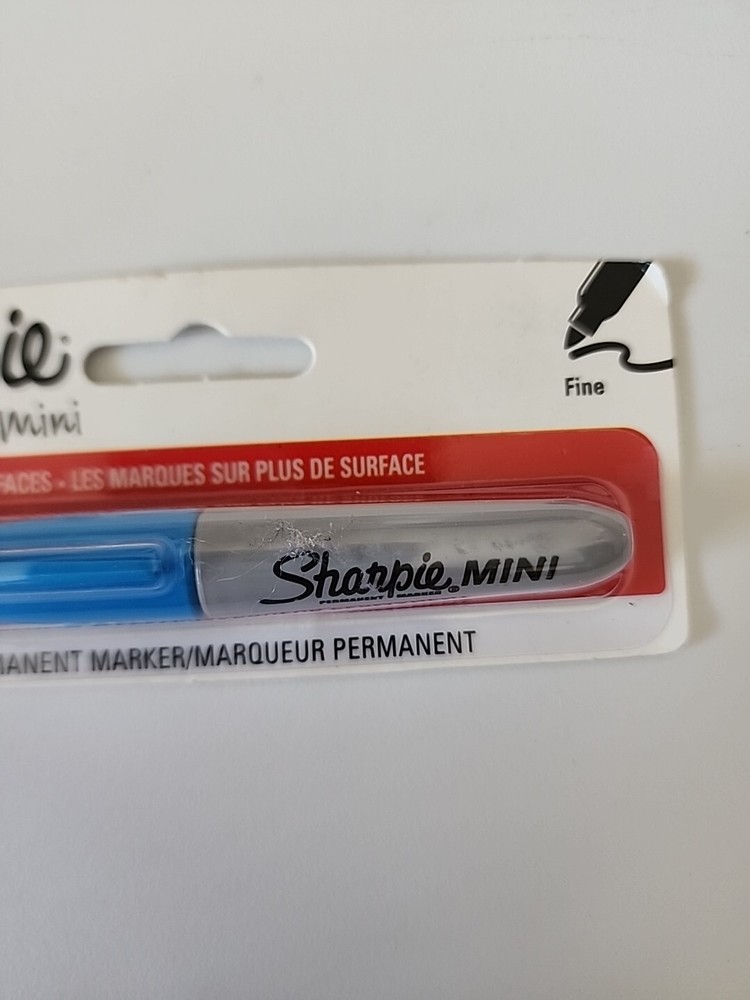 ie
Mini
Fine
FACES - LES MARQUES SUR PLUS DE SURFACE
Sharpie® MINI
PERMANENT MARKER
MANENT MARKER/MARQUEUR PERMANENT